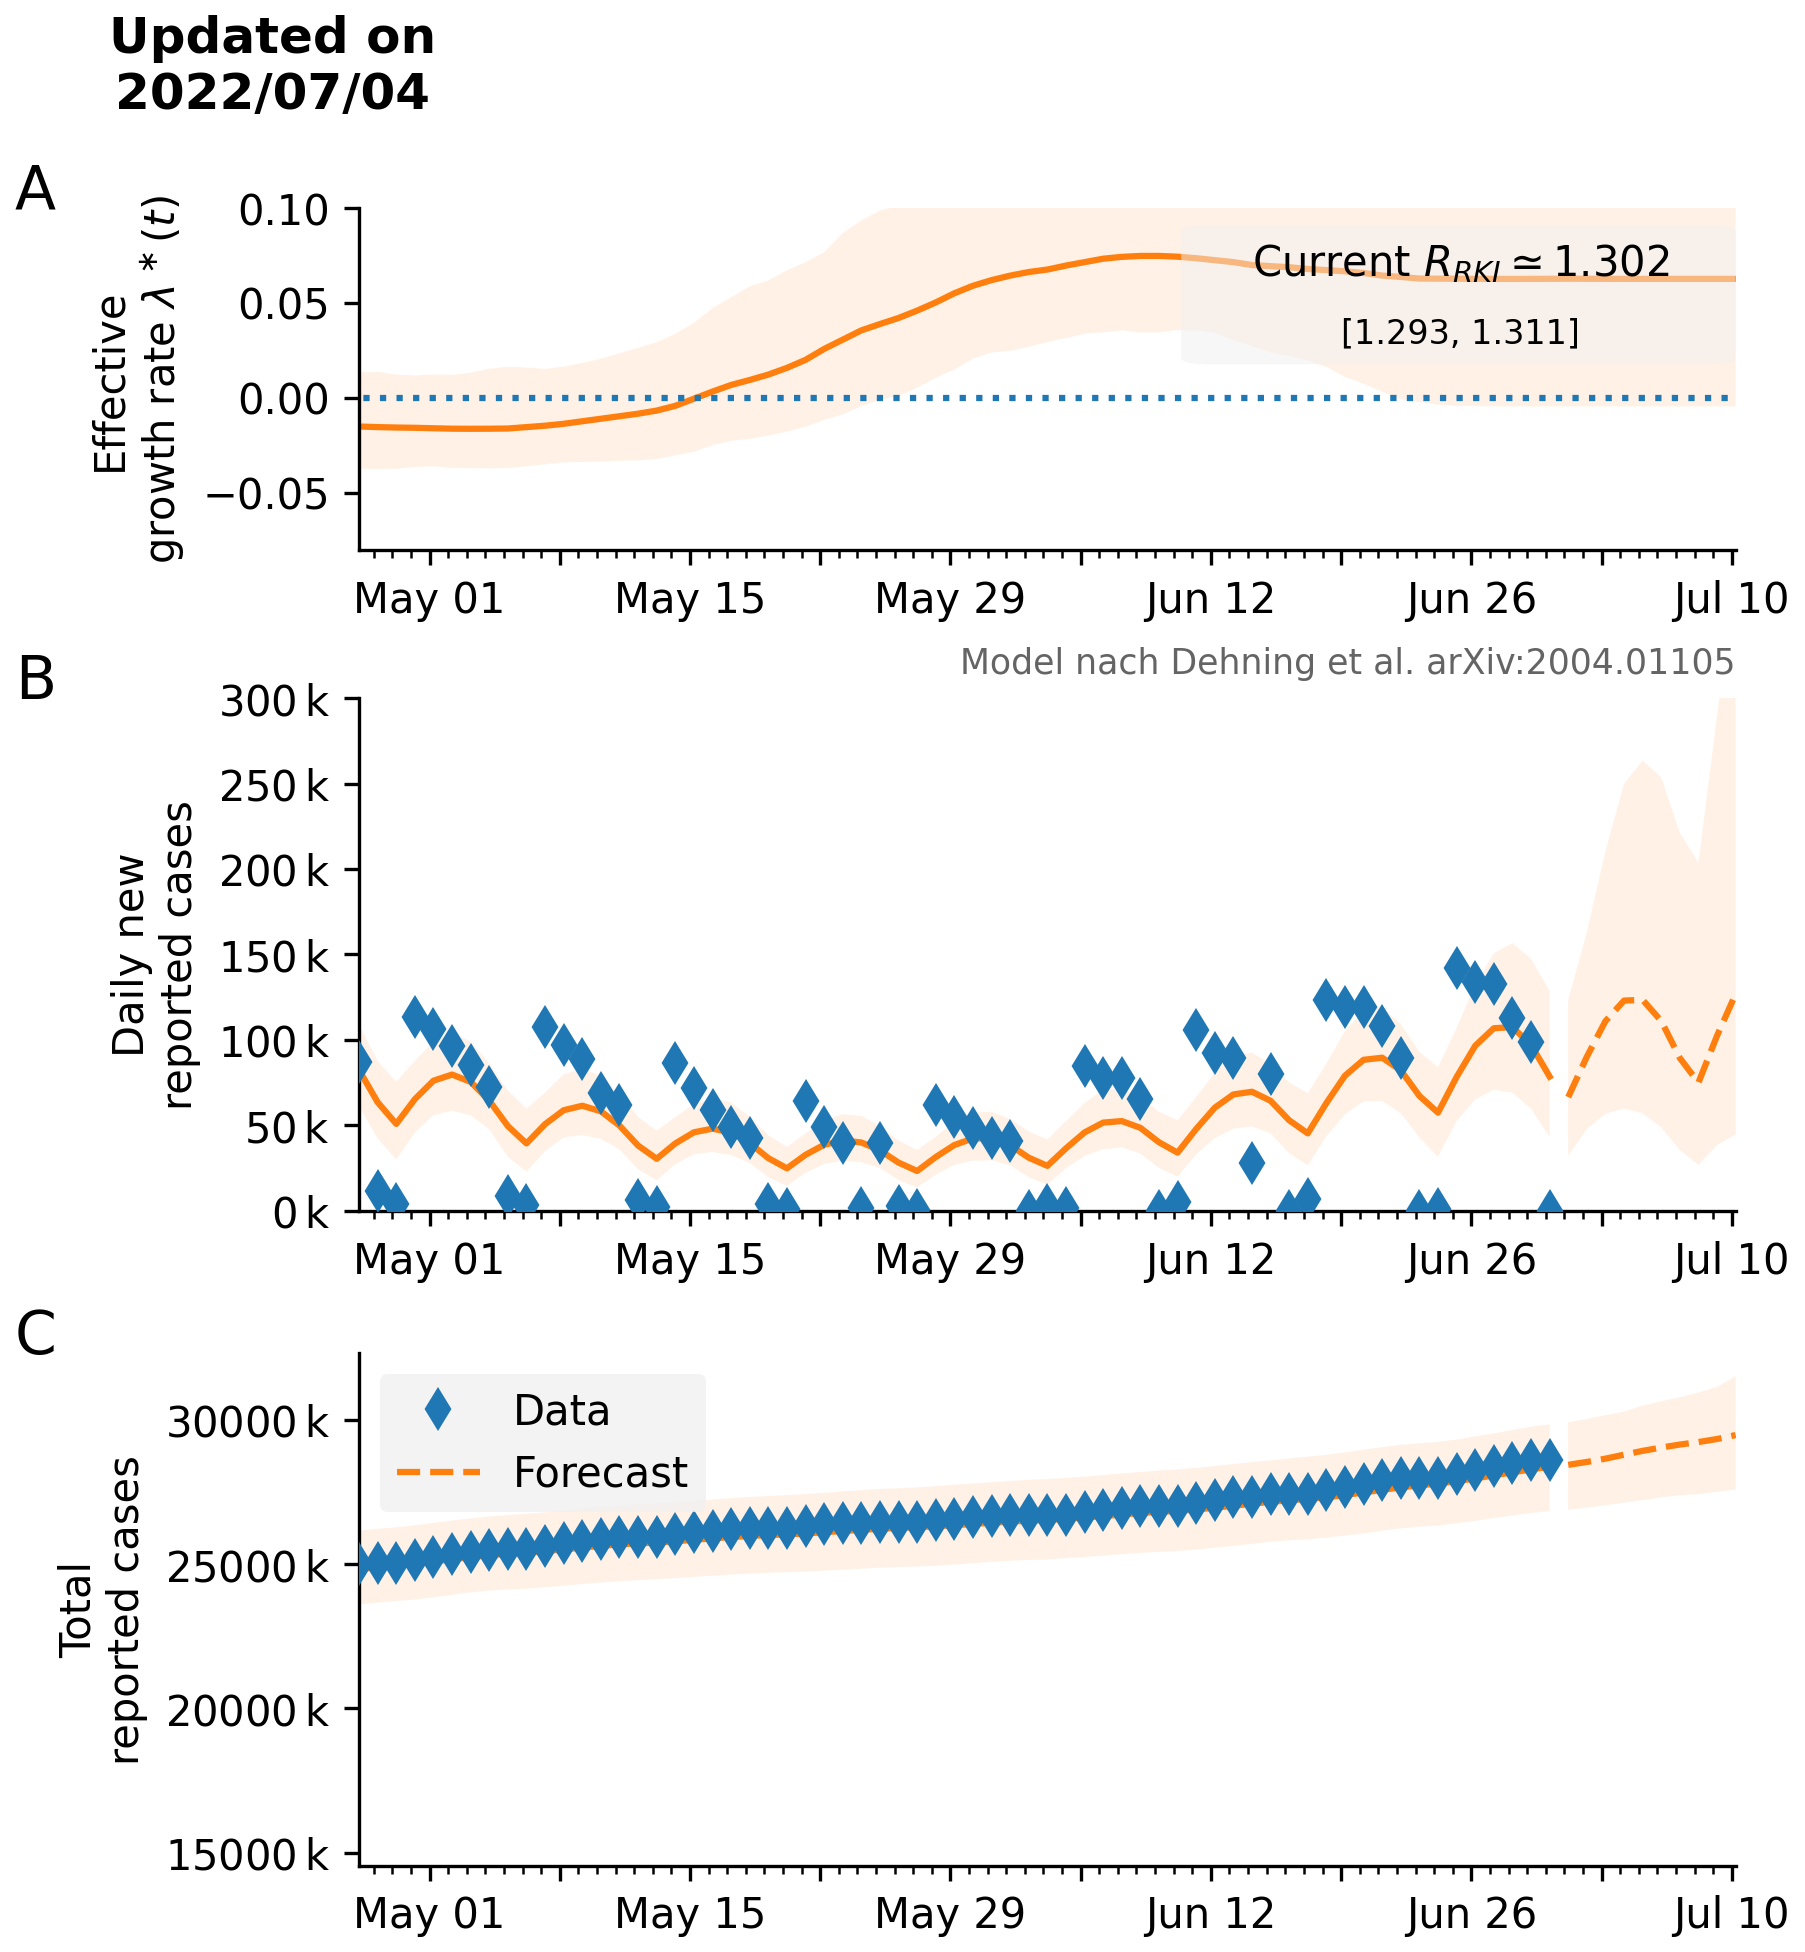 Updated on
2022/07/04
A
Effective
growth rate λ * (t)
0.10
0.05
0.00
−0.05
Current R_RKI ≃ 1.302
[1.293, 1.311]
May 01
May 15
May 29
Jun 12
Jun 26
Jul 10
Model nach Dehning et al. arXiv:2004.01105
B
Daily new
reported cases
300 k
250 k
200 k
150 k
100 k
50 k
0 k
May 01
May 15
May 29
Jun 12
Jun 26
Jul 10
C
Total
reported cases
30000 k
25000 k
20000 k
15000 k
Data
Forecast
May 01
May 15
May 29
Jun 12
Jun 26
Jul 10